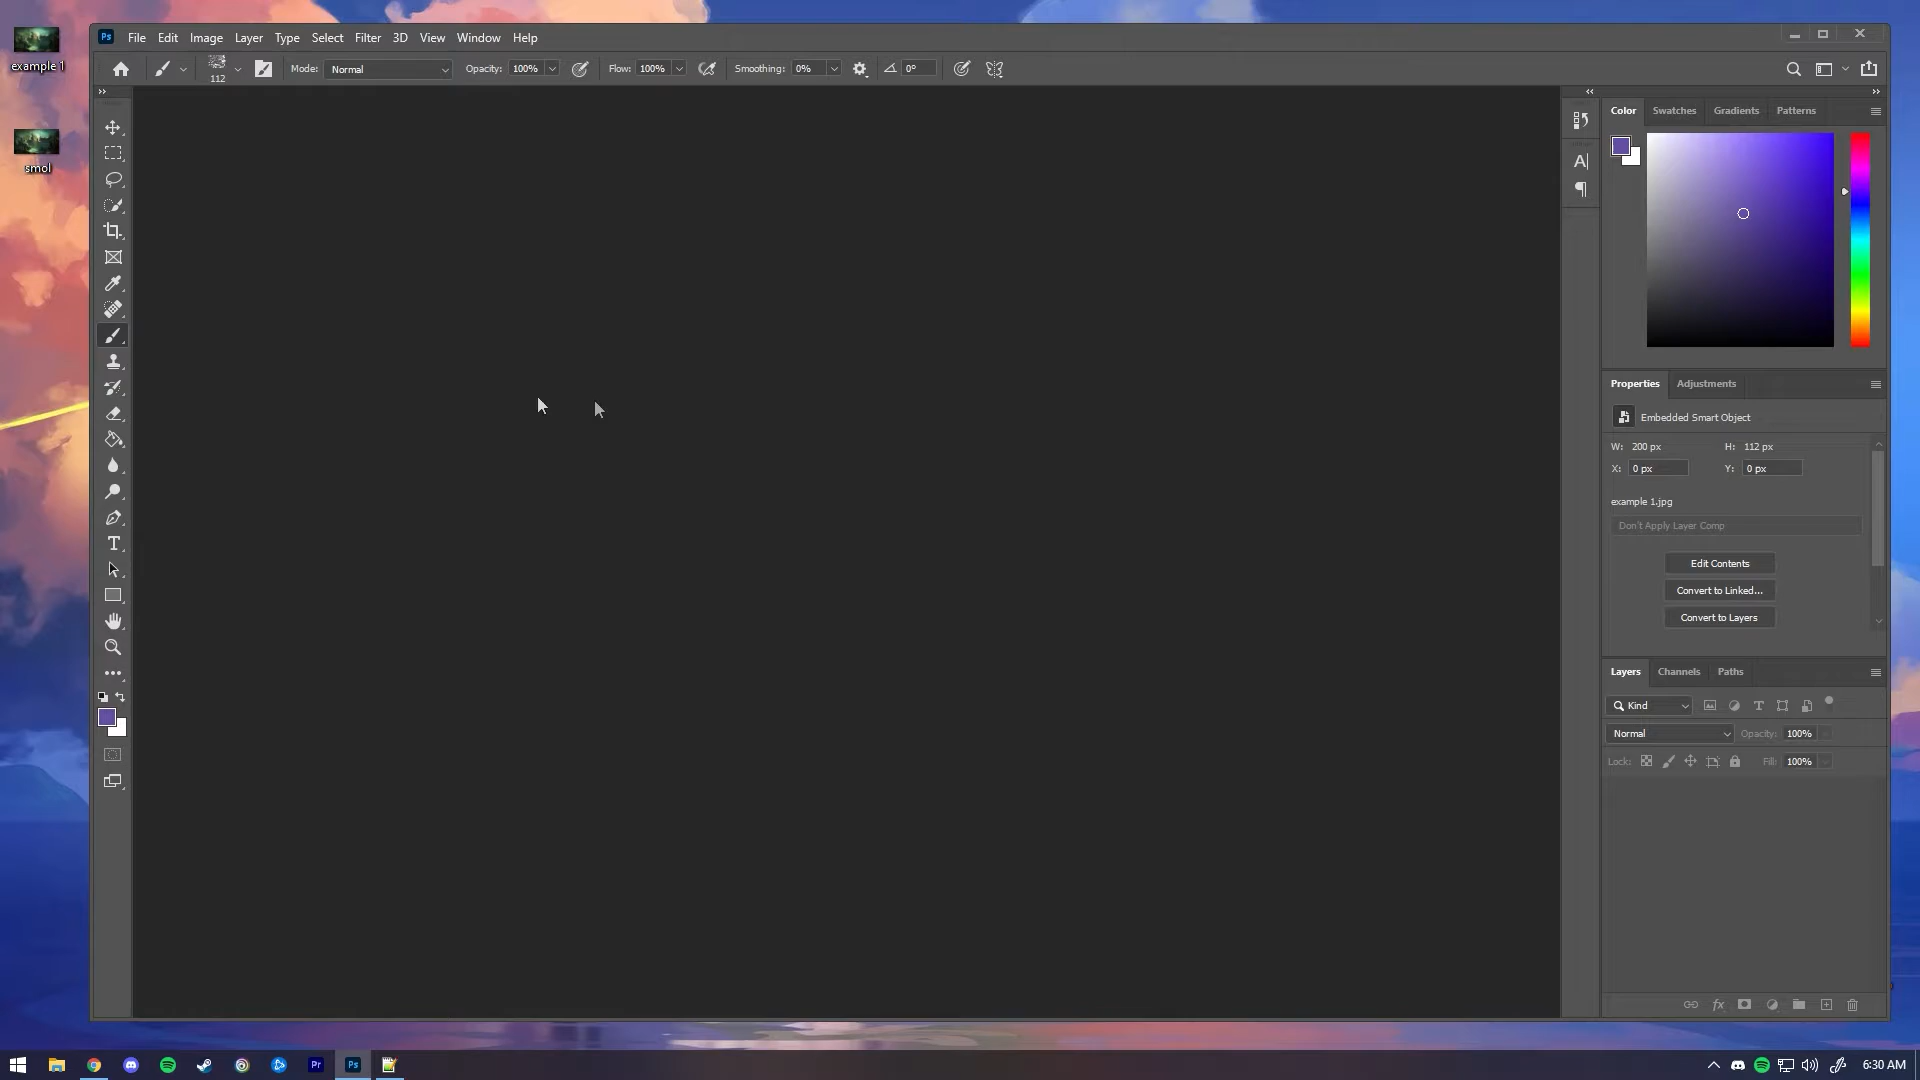 example 1
smol
Ps
File Edit Image Layer Type Select Filter 3D View Window Help
112
Mode: Normal
Opacity: 100%
Flow: 100%
Smoothing: 0%
0°
Color Swatches Gradients Patterns
A
Properties Adjustments
Embedded Smart Object
W: 200 px H: 112 px
X: 0 px Y: 0 px
example 1.jpg
Don't Apply Layer Comp
Edit Contents
Convert to Linked...
Convert to Layers
Layers Channels Paths
Kind
Normal Opacity: 100%
Lock: Fill: 100%
fx
Pr Ps
6:30 AM